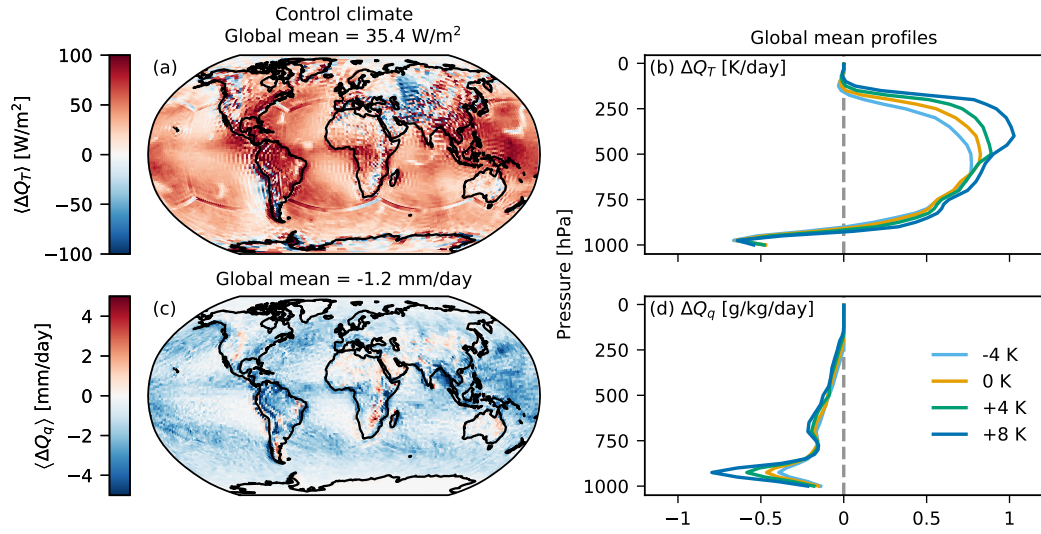 Control climate
Global mean = 35.4 W/m²
(a)
100
50
0
−50
−100
⟨ΔQ_T⟩ [W/m²]
Global mean = -1.2 mm/day
(c)
4
2
0
−2
−4
⟨ΔQ_q⟩ [mm/day]
Global mean profiles
(b) ΔQ_T [K/day]
0
250
500
750
1000
Pressure [hPa]
(d) ΔQ_q [g/kg/day]
0
250
500
750
1000
-4 K
0 K
+4 K
+8 K
−1
−0.5
0
0.5
1